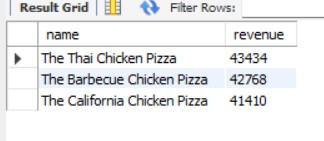 Result Grid Filter Rows:
name revenue
The Thai Chicken Pizza 43434
The Barbecue Chicken Pizza 42768
The California Chicken Pizza 41410